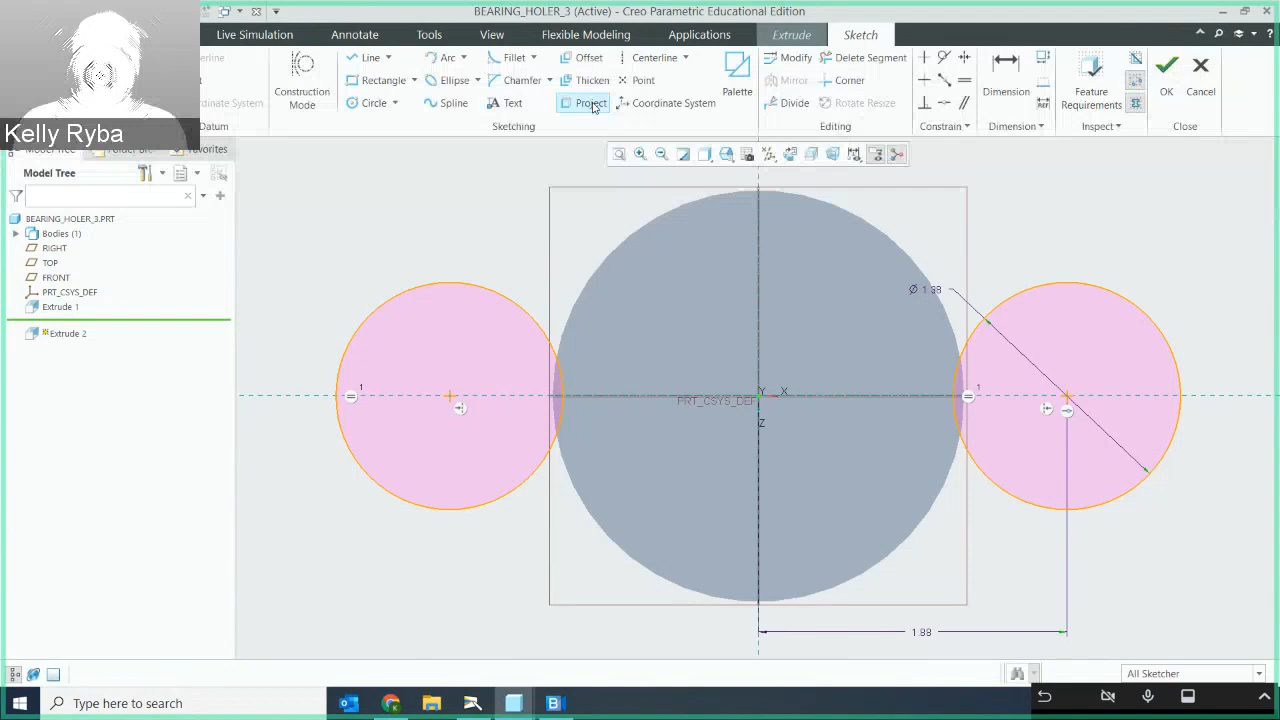 BEARING_HOLER_3 (Active) - Creo Parametric Educational Edition
Live Simulation Annotate Tools View Flexible Modeling Applications Extrude Sketch
Construction Mode
Line Arc Fillet Offset Centerline
Rectangle Ellipse Chamfer Thicken Point
Circle Spline Text Project Coordinate System
Palette
Modify Delete Segment
Mirror Corner
Divide Rotate Resize
Dimension
Feature Requirements
OK Cancel
Sketching Editing Constrain Dimension Inspect Close
Kelly Ryba
Model Tree
BEARING_HOLER_3.PRT
Bodies (1)
RIGHT
TOP
FRONT
PRT_CSYS_DEF
Extrude 1
Extrude 2
Ø 1.38
1
1
Y X
PRT_CSYS_DEF
Z
1.88
All Sketcher
Type here to search